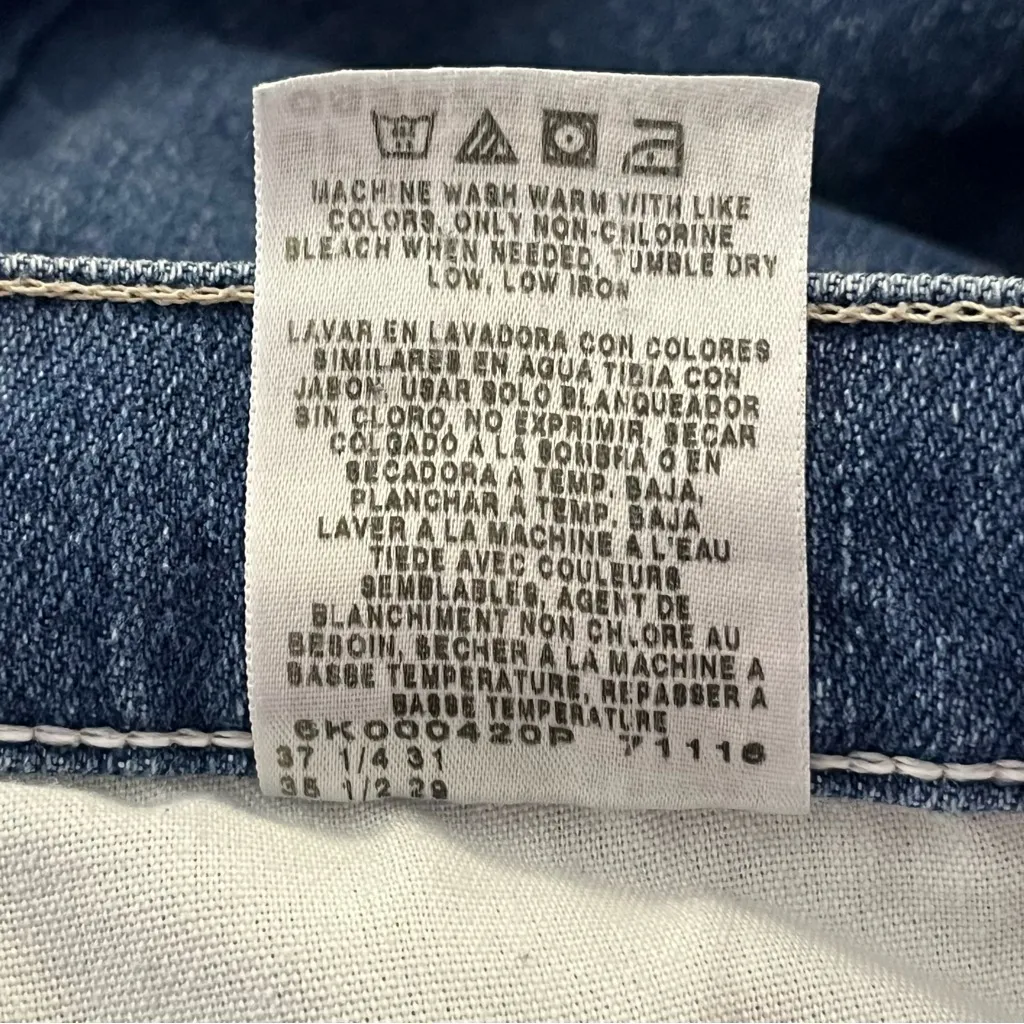 MACHINE WASH WARM WITH LIKE
COLORS, ONLY NON-CHLORINE
BLEACH WHEN NEEDED, TUMBLE DRY
LOW, LOW IRON
LAVAR EN LAVADORA CON COLORES
SIMILARES EN AGUA TIBIA CON
JABON, USAR SOLO BLANQUEADOR
SIN CLORO, NO EXPRIMIR, SECAR
COLGADO A LA SOMBRA O EN
SECADORA A TEMP. BAJA,
PLANCHAR A TEMP. BAJA
LAVER A LA MACHINE A L'EAU
TIEDE AVEC COULEURS
SEMBLABLES, AGENT DE
BLANCHIMENT NON CHLORE AU
BESOIN, SECHER A LA MACHINE A
BASSE TEMPERATURE, REPASSER A
BASSE TEMPERATURE
6K000420P 71116
37 1/4 31
35 1/2 29